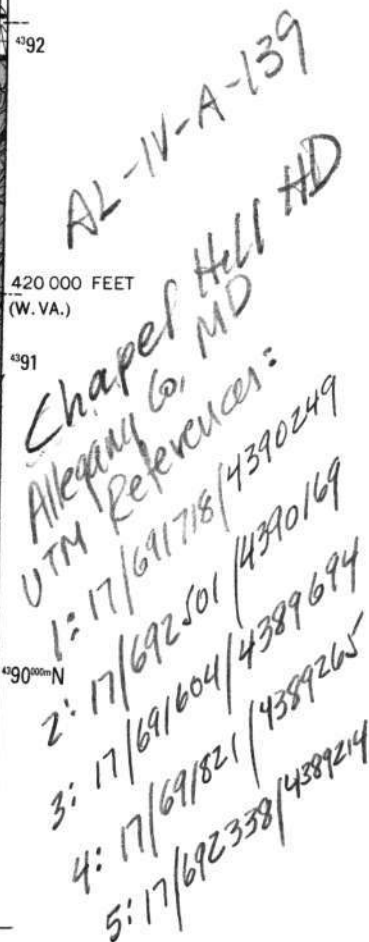 4392
AL-IV-A-139
420 000 FEET
(W. VA.)
4391
Chapel Hill HD
Allegany Co, MD
UTM References:
1: 17/691718/4390249
4390000mN
2: 17/692501/4390169
3: 17/691604/4389694
4: 17/691821/4389265
5: 17/692338/4389214